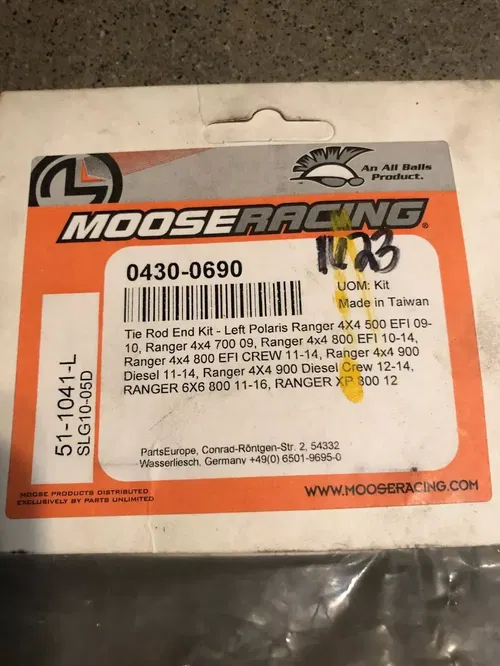 An All Balls
Product.
MOOSERACING®
0430-0690
UOM: Kit
Made in Taiwan
Tie Rod End Kit - Left Polaris Ranger 4X4 500 EFI 09-
10, Ranger 4x4 700 09, Ranger 4x4 800 EFI 10-14,
Ranger 4x4 800 EFI CREW 11-14, Ranger 4x4 900
Diesel 11-14, Ranger 4X4 900 Diesel Crew 12-14,
RANGER 6X6 800 11-16, RANGER XP 800 12
51-1041-L
SLG10-05D
PartsEurope, Conrad-Röntgen-Str. 2, 54332
Wasserliesch, Germany +49(0) 6501-9695-0
MOOSE PRODUCTS DISTRIBUTED
EXCLUSIVELY BY PARTS UNLIMITED
WWW.MOOSERACING.COM